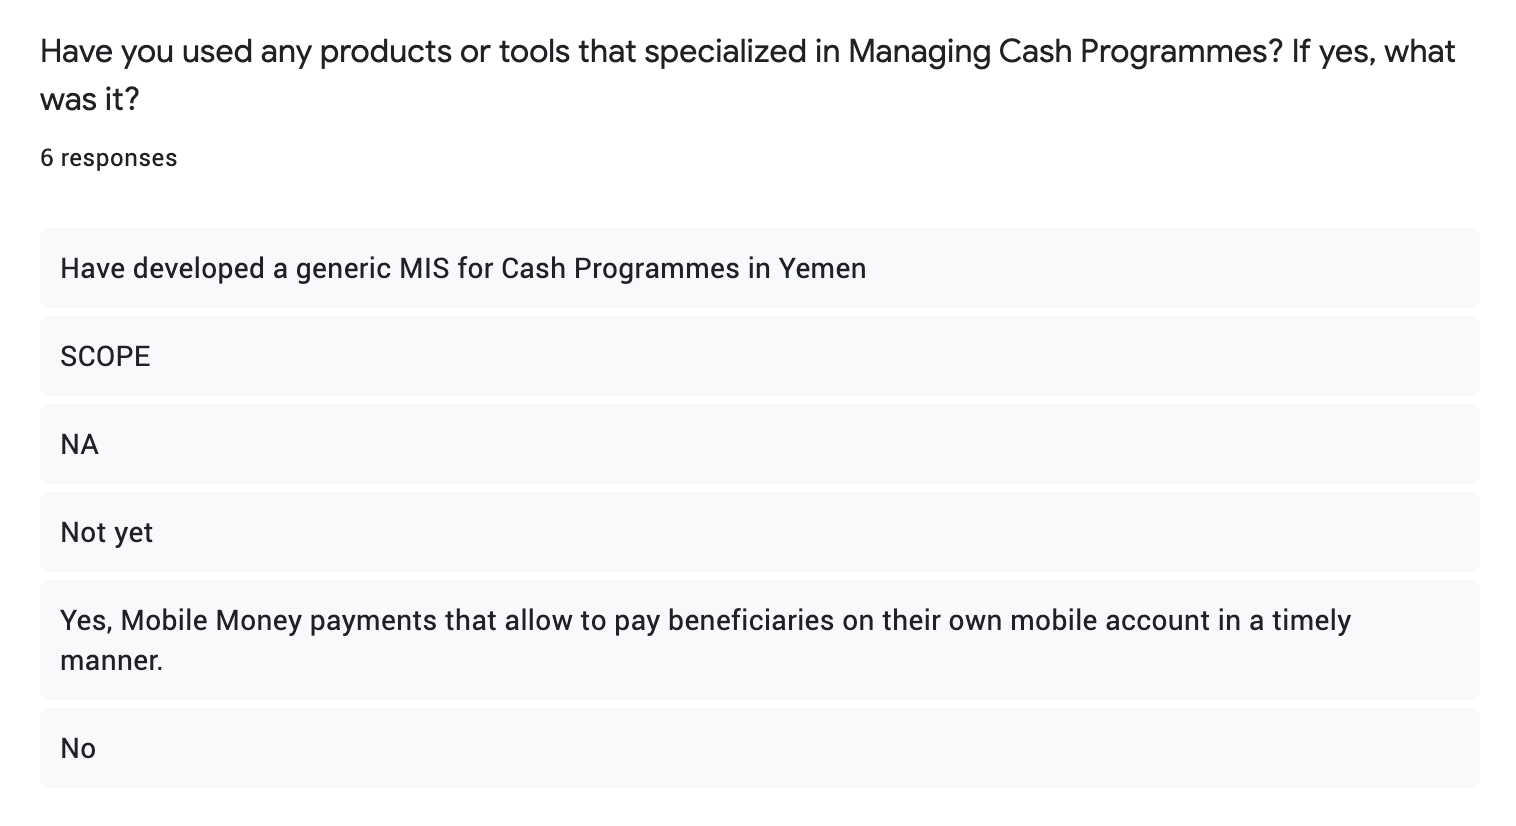 Have you used any products or tools that specialized in Managing Cash Programmes? If yes, what
was it?
6 responses
Have developed a generic MIS for Cash Programmes in Yemen
SCOPE
NA
Not yet
Yes, Mobile Money payments that allow to pay beneficiaries on their own mobile account in a timely
manner.
No